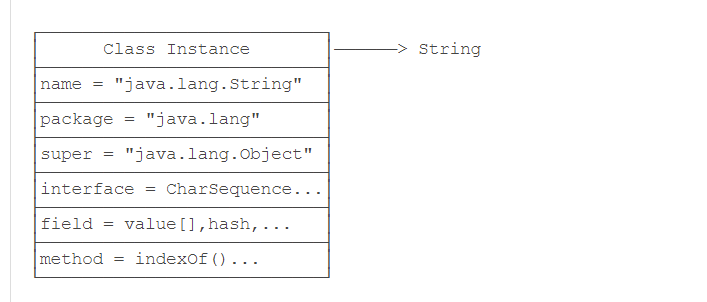 Class Instance ──────> String
name = "java.lang.String"
package = "java.lang"
super = "java.lang.Object"
interface = CharSequence...
field = value[],hash,...
method = indexOf()...